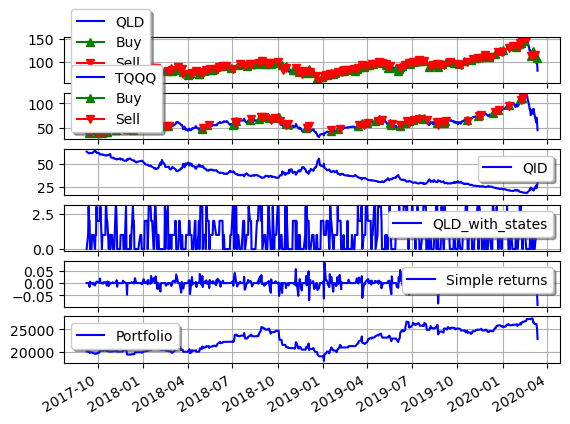 QLD
Buy
Sell
150
100
TQQQ
Buy
Sell
100
50
50
25
QID
2.5
0.0
QLD_with_states
0.05
0.00
−0.05
Simple returns
25000
20000
Portfolio
2017-10
2018-01
2018-04
2018-07
2018-10
2019-01
2019-04
2019-07
2019-10
2020-01
2020-04